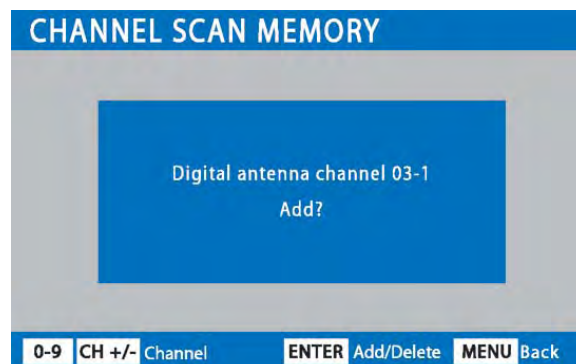 CHANNEL SCAN MEMORY
Digital antenna channel 03-1
Add?
0-9 CH +/- Channel ENTER Add/Delete MENU Back